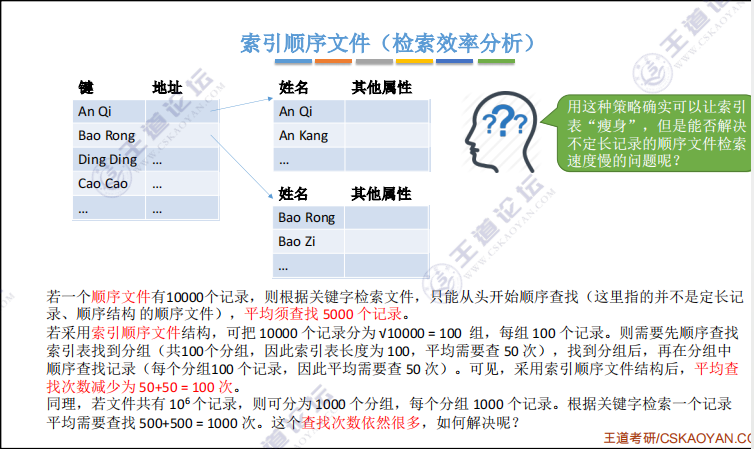 索引顺序文件（检索效率分析）
键 地址
An Qi
Bao Rong
Ding Ding ...
Cao Cao ...
... ...
姓名 其他属性
An Qi
An Kang
...
姓名 其他属性
Bao Rong
Bao Zi
...
???
用这种策略确实可以让索引
表“瘦身”，但是能否解决
不定长记录的顺序文件检索
速度慢的问题呢？
若一个顺序文件有10000个记录，则根据关键字检索文件，只能从头开始顺序查找（这里指的并不是定长记
录、顺序结构 的顺序文件），平均须查找 5000 个记录。
若采用索引顺序文件结构，可把 10000 个记录分为 √10000 = 100 组，每组 100 个记录。则需要先顺序查找
索引表找到分组（共100个分组，因此索引表长度为 100，平均需要查 50 次），找到分组后，再在分组中
顺序查找记录（每个分组100 个记录，因此平均需要查 50 次）。可见，采用索引顺序文件结构后，平均查
找次数减少为 50+50 = 100 次。
同理，若文件共有 10⁶ 个记录，则可分为 1000 个分组，每个分组 1000 个记录。根据关键字检索一个记录
平均需要查找 500+500 = 1000 次。这个查找次数依然很多，如何解决呢？
王道考研/CSKAOYAN.CO
王道论坛
WWW.CSKAOYAN.COM